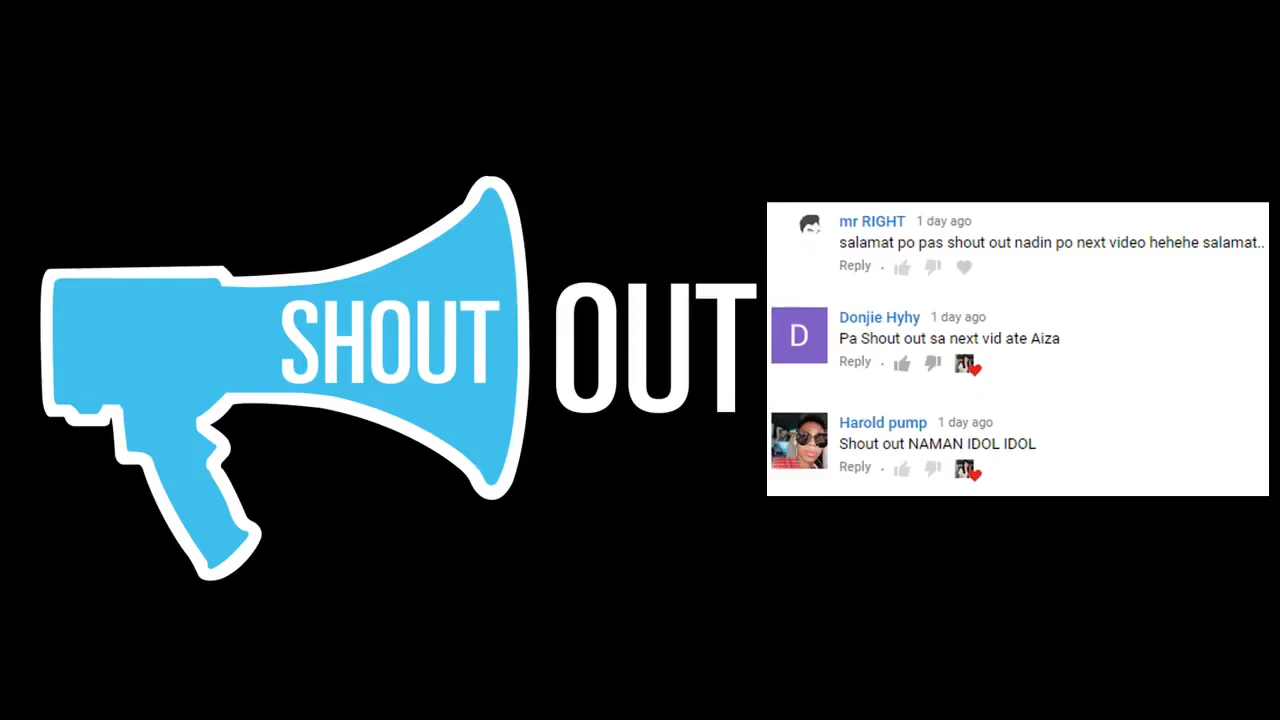 SHOUT OUT
mr RIGHT 1 day ago
salamat po pas shout out nadin po next video hehehe salamat..
Reply
D
Donjie Hyhy 1 day ago
Pa Shout out sa next vid ate Aiza
Reply
Harold pump 1 day ago
Shout out NAMAN IDOL IDOL
Reply